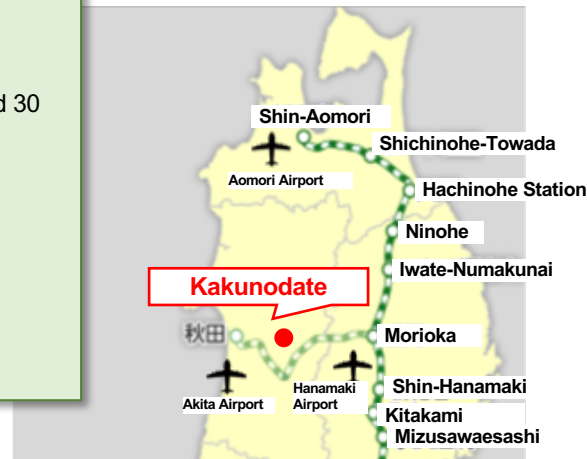 d 30
Shin-Aomori
Shichinohe-Towada
Aomori Airport
Hachinohe Station
Ninohe
Iwate-Numakunai
Kakunodate
秋田
Morioka
Hanamaki
Airport
Shin-Hanamaki
Akita Airport
Kitakami
Mizusawaesashi